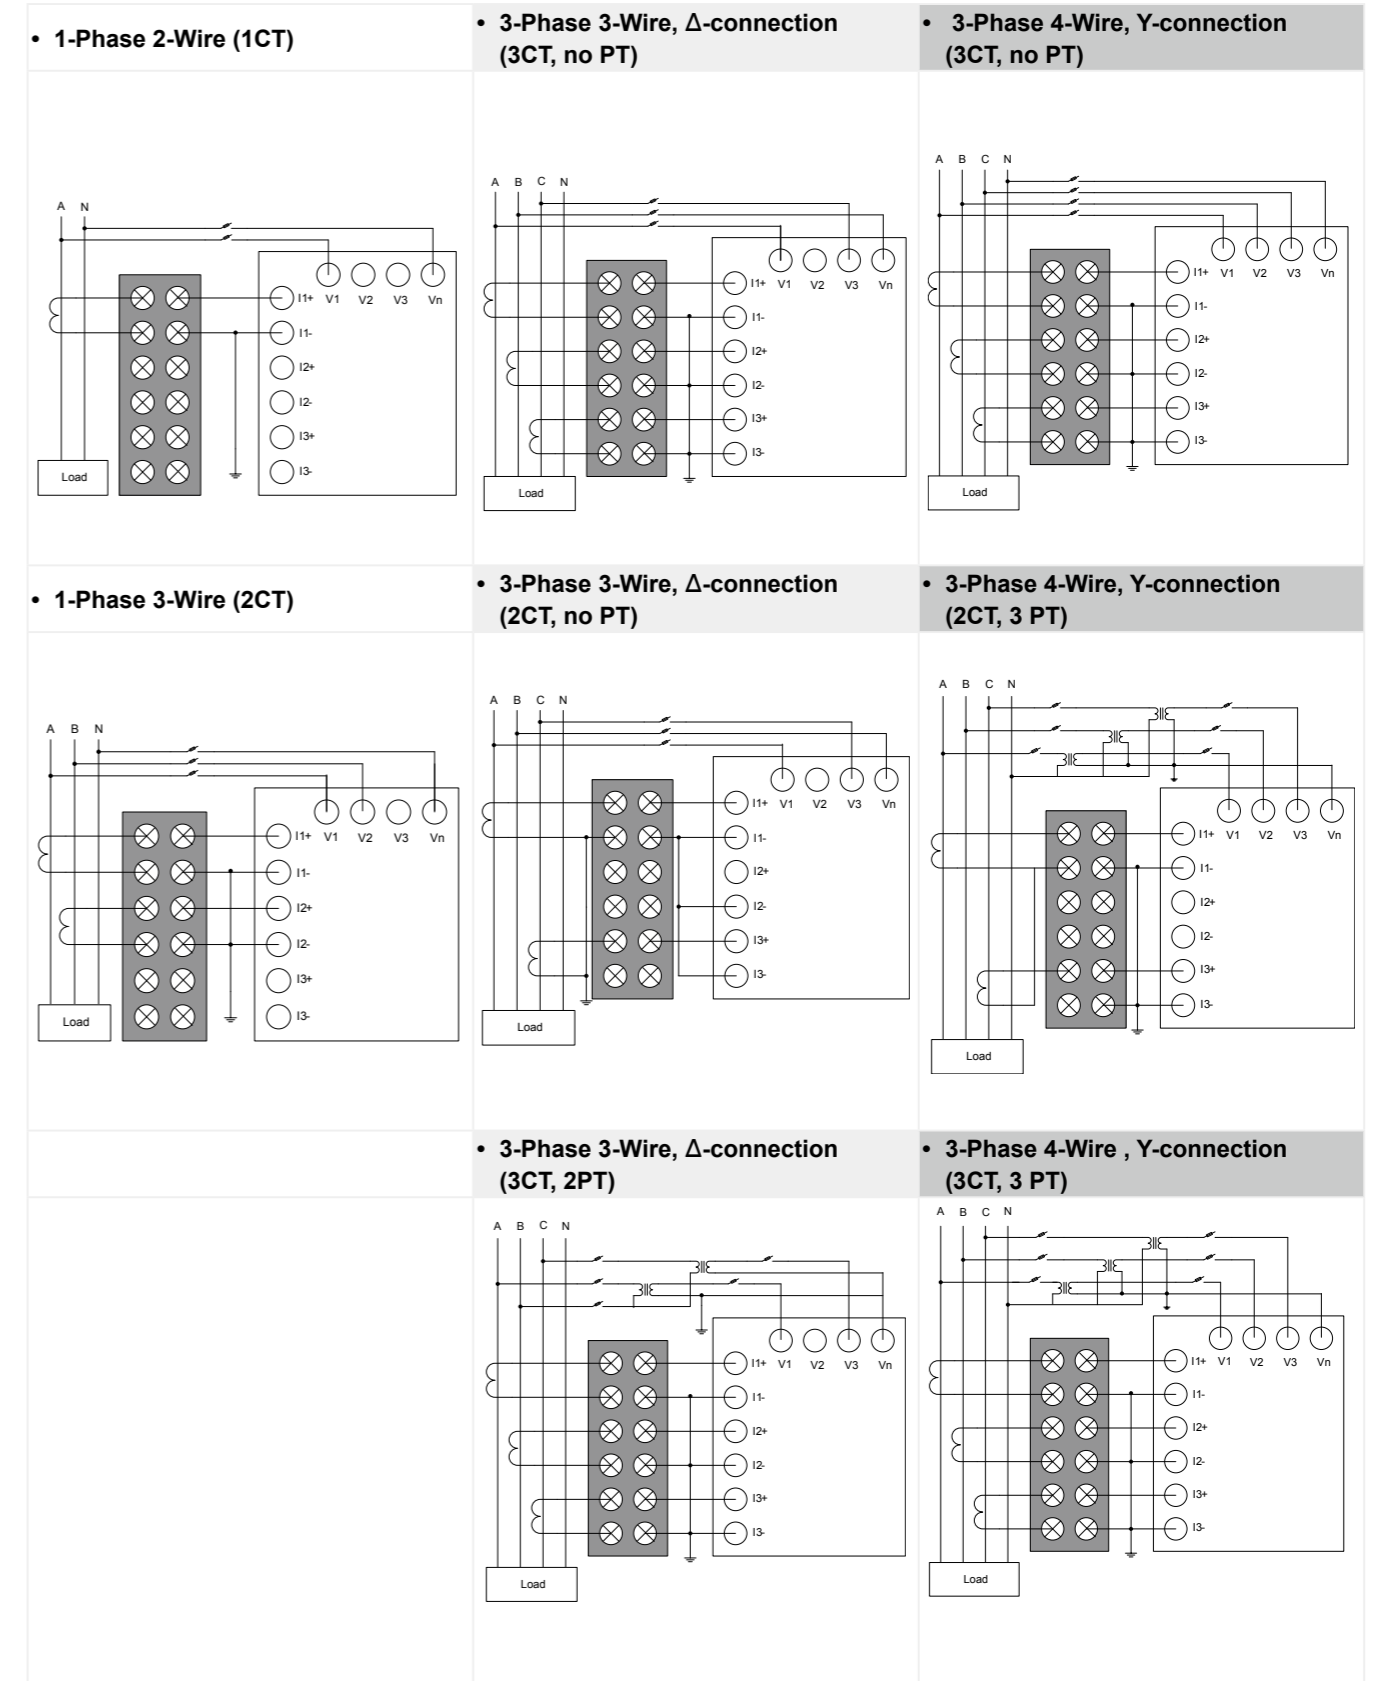 • 1-Phase 2-Wire (1CT)
• 3-Phase 3-Wire, Δ-connection
(3CT, no PT)
• 3-Phase 4-Wire, Y-connection
(3CT, no PT)
A N
I1+ V1 V2 V3 Vn
I1-
I2+
I2-
I3+
I3-
Load
A B C N
I1+ V1 V2 V3 Vn
I1-
I2+
I2-
I3+
I3-
Load
A B C N
I1+ V1 V2 V3 Vn
I1-
I2+
I2-
I3+
I3-
Load
• 1-Phase 3-Wire (2CT)
• 3-Phase 3-Wire, Δ-connection
(2CT, no PT)
• 3-Phase 4-Wire, Y-connection
(2CT, 3 PT)
A B N
I1+ V1 V2 V3 Vn
I1-
I2+
I2-
I3+
I3-
Load
A B C N
I1+ V1 V2 V3 Vn
I1-
I2+
I2-
I3+
I3-
Load
A B C N
I1+ V1 V2 V3 Vn
I1-
I2+
I2-
I3+
I3-
Load
• 3-Phase 3-Wire, Δ-connection
(3CT, 2PT)
• 3-Phase 4-Wire , Y-connection
(3CT, 3 PT)
A B C N
I1+ V1 V2 V3 Vn
I1-
I2+
I2-
I3+
I3-
Load
A B C N
I1+ V1 V2 V3 Vn
I1-
I2+
I2-
I3+
I3-
Load